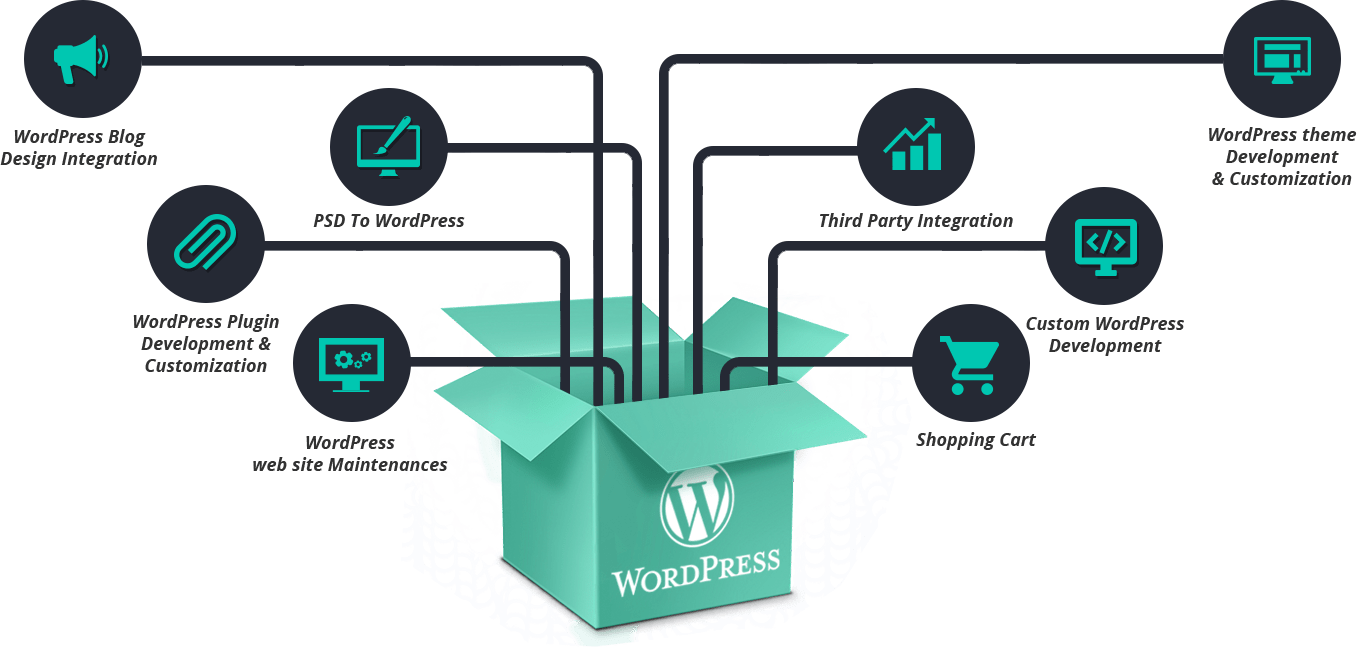 WordPress Blog
Design Integration
PSD To WordPress
Third Party Integration
WordPress theme
Development
& Customization
WordPress Plugin
Development &
Customization
Custom WordPress
Development
WordPress
web site Maintenances
Shopping Cart
W
WORDPRESS